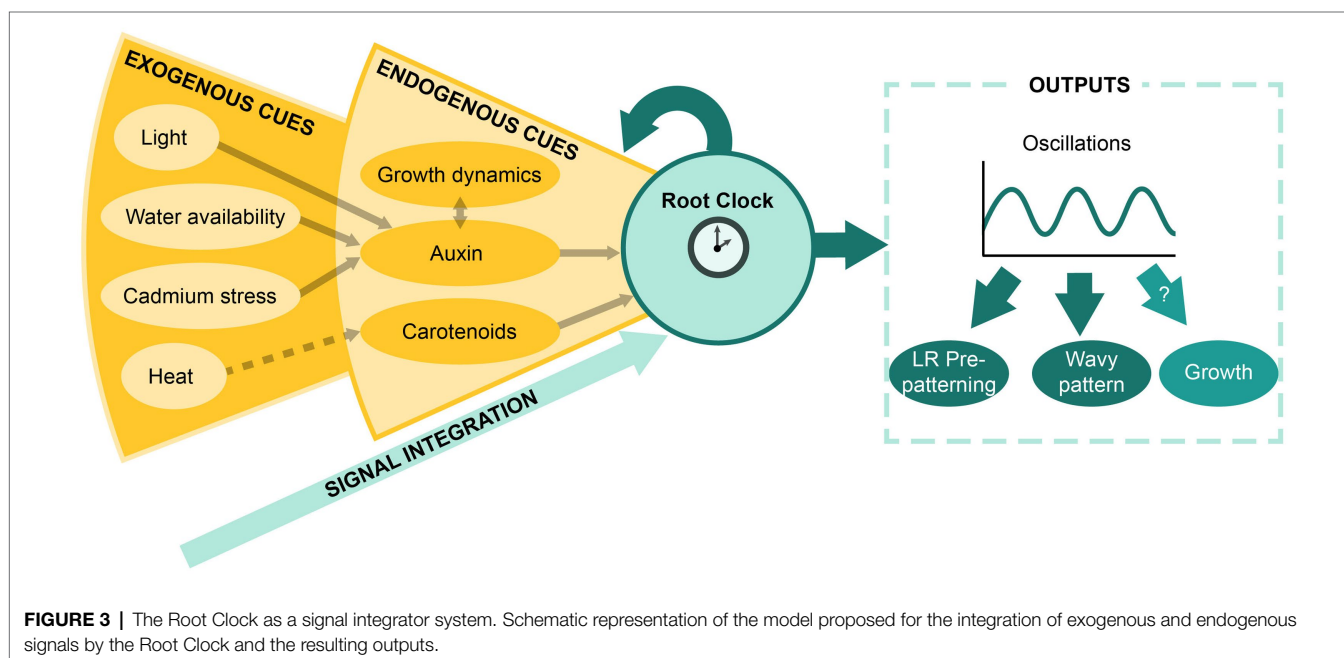 EXOGENOUS CUES
Light
Water availability
Cadmium stress
Heat
ENDOGENOUS CUES
Growth dynamics
Auxin
Carotenoids
SIGNAL INTEGRATION
Root Clock
OUTPUTS
Oscillations
?
LR Pre-
patterning
Wavy
pattern
Growth
FIGURE 3 | The Root Clock as a signal integrator system. Schematic representation of the model proposed for the integration of exogenous and endogenous
signals by the Root Clock and the resulting outputs.